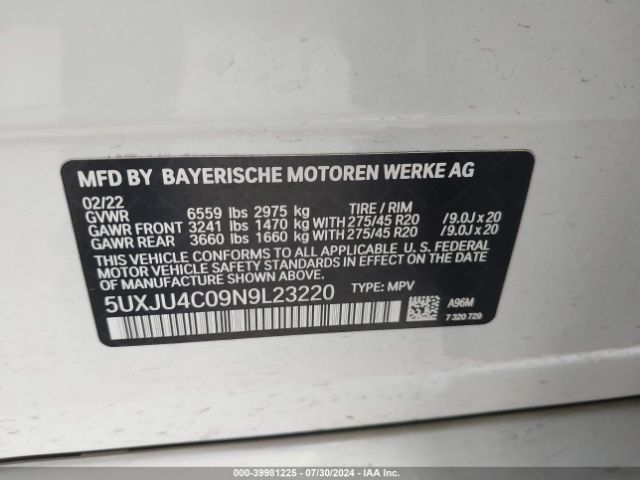 MFD BY BAYERISCHE MOTOREN WERKE AG
02/22
GVWR 6559 lbs 2975 kg TIRE / RIM
GAWR FRONT 3241 lbs 1470 kg WITH 275/45 R20 /9.0J x 20
GAWR REAR 3660 lbs 1660 kg WITH 275/45 R20 /9.0J x 20
THIS VEHICLE CONFORMS TO ALL APPLICABLE U. S. FEDERAL
MOTOR VEHICLE SAFETY STANDARDS IN EFFECT ON THE DATE
OF MANUFACTURE SHOWN ABOVE.
5UXJU4C09N9L23220 TYPE: MPV
A96M
7 320 729
000-39981225 - 07/30/2024 - IAA Inc.